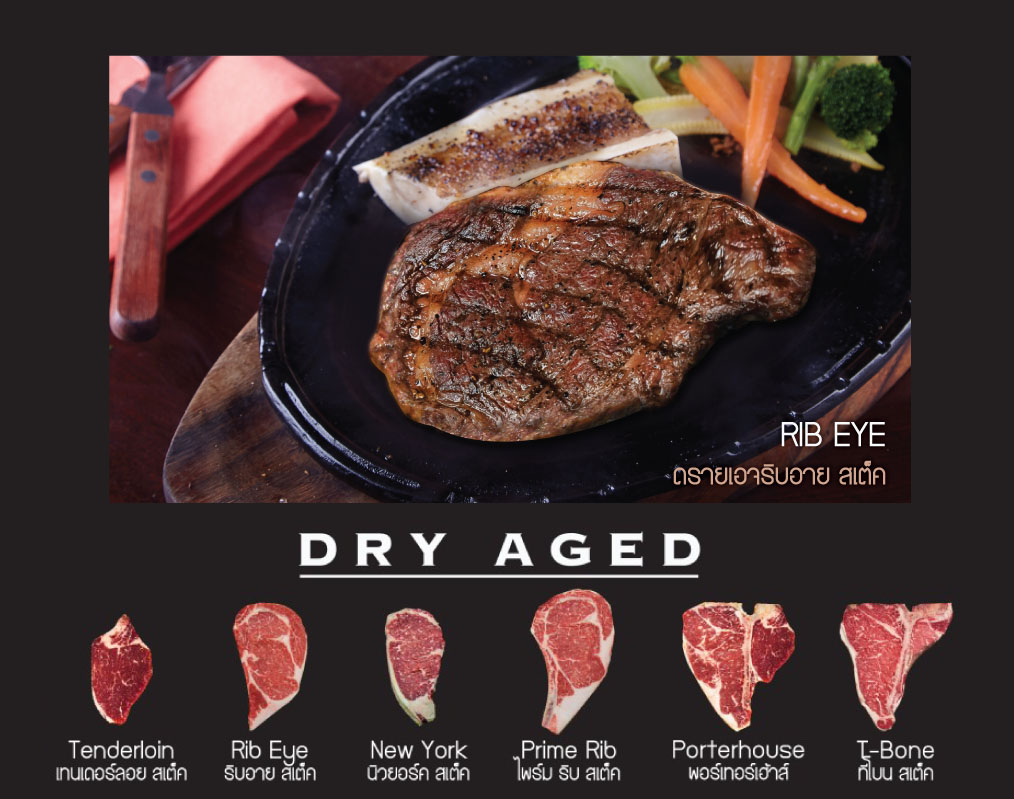 RIB EYE
ดรายเอจริบอาย สเต็ค
DRY AGED
Tenderloin
เทนเดอร์ลอย สเต็ค
Rib Eye
ริบอาย สเต็ค
New York
นิวยอร์ค สเต็ค
Prime Rib
ไพร์ม ริบ สเต็ค
Porterhouse
พอร์เทอร์เฮ้าส์
T-Bone
ทีโบน สเต็ค